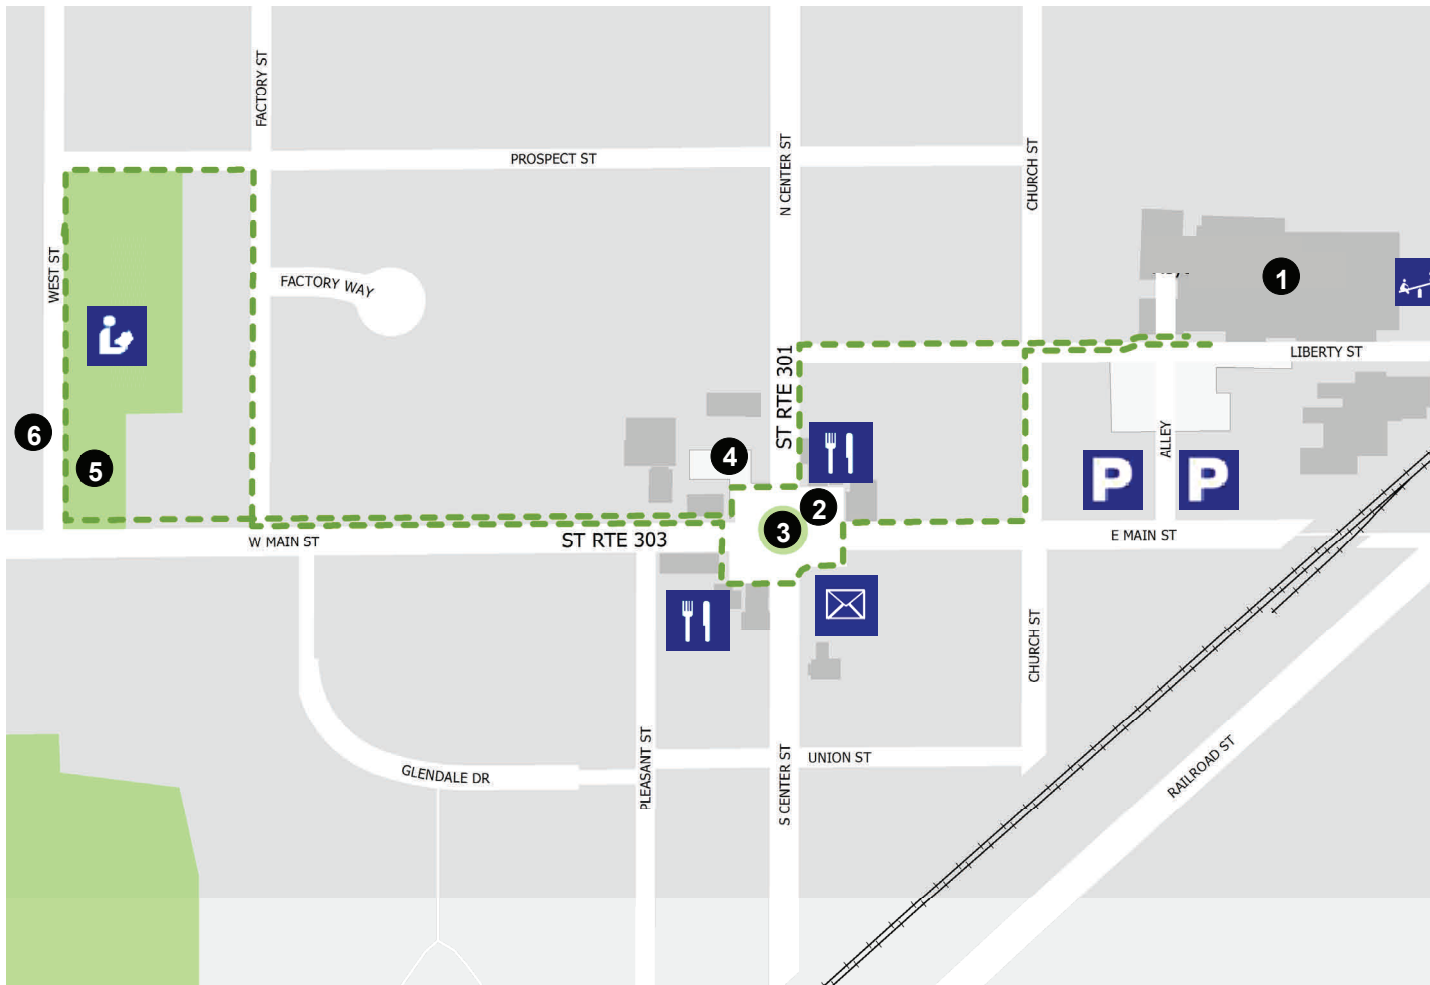 FACTORY ST
PROSPECT ST
N CENTER ST
CHURCH ST
WEST ST
FACTORY WAY
1
ST RTE 301
LIBERTY ST
6
5
4
ALLEY
P
P
2
3
W MAIN ST
ST RTE 303
E MAIN ST
CHURCH ST
GLENDALE DR
PLEASANT ST
S CENTER ST
UNION ST
RAILROAD ST